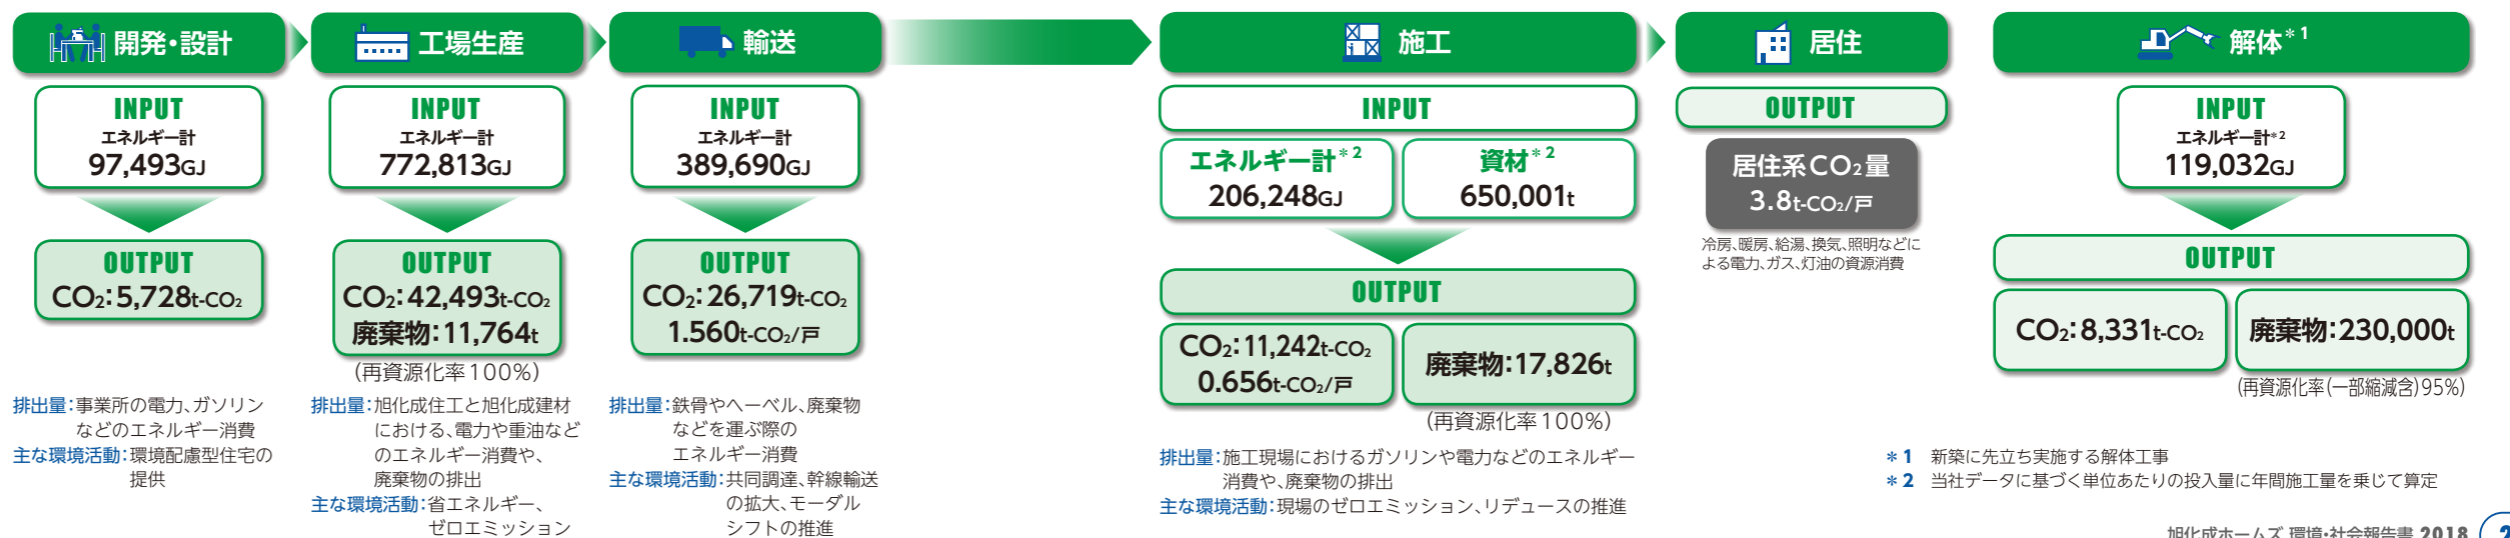 開発・設計
INPUT
エネルギー計
97,493GJ
OUTPUT
CO₂:5,728t-CO₂
排出量:事業所の電力、ガソリン
などのエネルギー消費
主な環境活動:環境配慮型住宅の
提供
工場生産
INPUT
エネルギー計
772,813GJ
OUTPUT
CO₂:42,493t-CO₂
廃棄物:11,764t
(再資源化率100%)
排出量:旭化成住工と旭化成建材
における、電力や重油など
のエネルギー消費や、
廃棄物の排出
主な環境活動:省エネルギー、
ゼロエミッション
輸送
INPUT
エネルギー計
389,690GJ
OUTPUT
CO₂:26,719t-CO₂
1.560t-CO₂/戸
排出量:鉄骨やヘーベル、廃棄物
などを運ぶ際の
エネルギー消費
主な環境活動:共同調達、幹線輸送
の拡大、モーダル
シフトの推進
施工
INPUT
エネルギー計*2
206,248GJ
資材*2
650,001t
OUTPUT
CO₂:11,242t-CO₂
0.656t-CO₂/戸
廃棄物:17,826t
(再資源化率100%)
排出量:施工現場におけるガソリンや電力などのエネルギー
消費や、廃棄物の排出
主な環境活動:現場のゼロエミッション、リデュースの推進
居住
OUTPUT
居住系CO₂量
3.8t-CO₂/戸
冷房、暖房、給湯、換気、照明などに
よる電力、ガス、灯油の資源消費
解体*1
INPUT
エネルギー計*2
119,032GJ
OUTPUT
CO₂:8,331t-CO₂
廃棄物:230,000t
(再資源化率(一部縮減含)95%)
*1 新築に先立ち実施する解体工事
*2 当社データに基づく単位あたりの投入量に年間施工量を乗じて算定
旭化成ホームズ 環境・社会報告書 2018